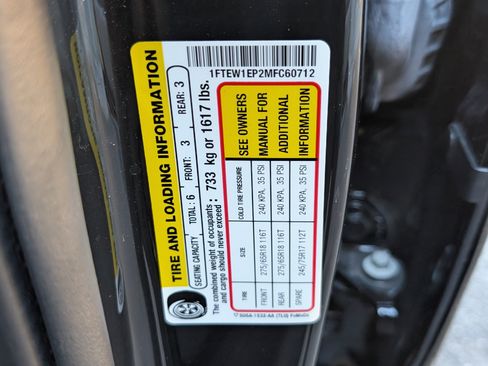 1FTEW1EP2MFC60712
TIRE AND LOADING INFORMATION
SEATING CAPACITY TOTAL: 6 FRONT: 3 REAR: 3
The combined weight of occupants and cargo should never exceed : 733 kg or 1617 lbs.
TIRE SIZE COLD TIRE PRESSURE
FRONT 275/65R18 116T 240 KPA, 35 PSI
REAR 275/65R18 116T 240 KPA, 35 PSI
SPARE 245/75R17 112T 240 KPA, 35 PSI
SEE OWNERS
MANUAL FOR
ADDITIONAL
INFORMATION